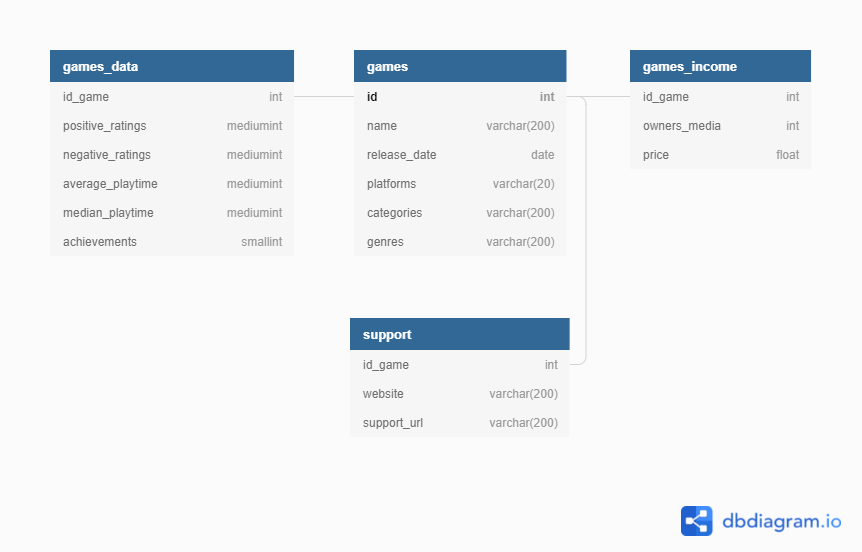 games_data
id_game int
positive_ratings mediumint
negative_ratings mediumint
average_playtime mediumint
median_playtime mediumint
achievements smallint
games
id int
name varchar(200)
release_date date
platforms varchar(20)
categories varchar(200)
genres varchar(200)
games_income
id_game int
owners_media int
price float
support
id_game int
website varchar(200)
support_url varchar(200)
dbdiagram.io